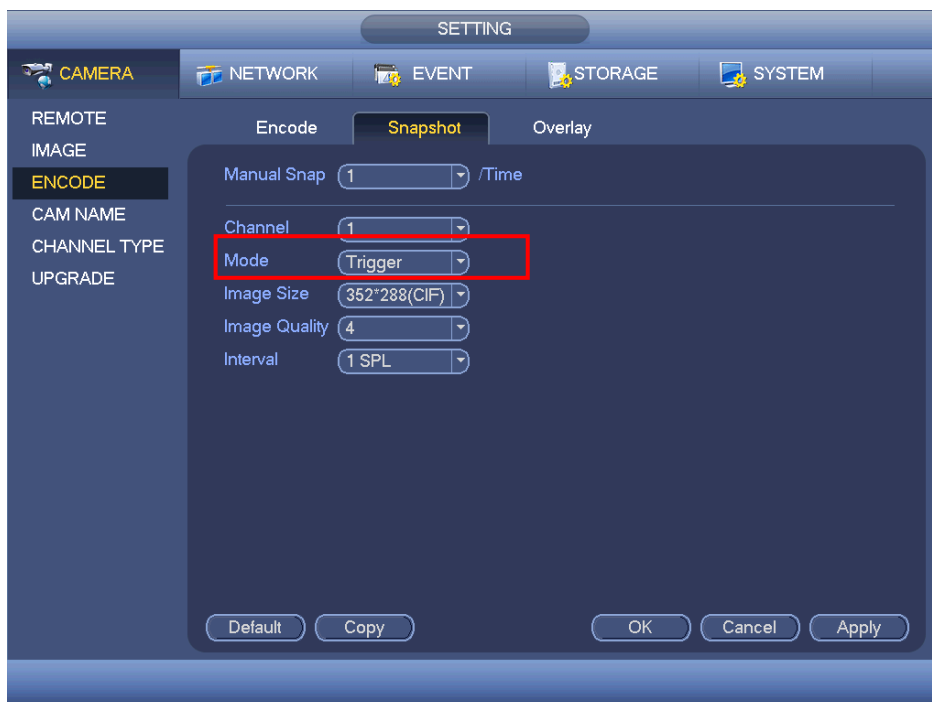 SETTING
CAMERA NETWORK EVENT STORAGE SYSTEM
REMOTE
IMAGE
ENCODE
CAM NAME
CHANNEL TYPE
UPGRADE
Encode Snapshot Overlay
Manual Snap 1 /Time
Channel 1
Mode Trigger
Image Size 352*288(CIF)
Image Quality 4
Interval 1 SPL
Default Copy OK Cancel Apply